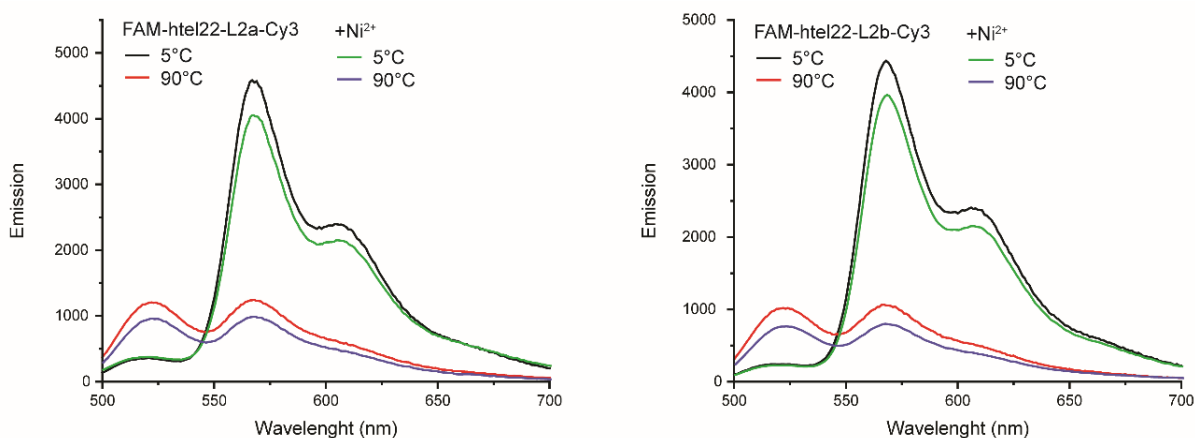 FAM-htel22-L2a-Cy3 +Ni²⁺
5°C 5°C
90°C 90°C
5000
4000
3000
2000
1000
0
Emission
500 550 600 650 700
Wavelenght (nm)
FAM-htel22-L2b-Cy3 +Ni²⁺
5°C 5°C
90°C 90°C
5000
4000
3000
2000
1000
0
Emission
500 550 600 650 700
Wavelenght (nm)